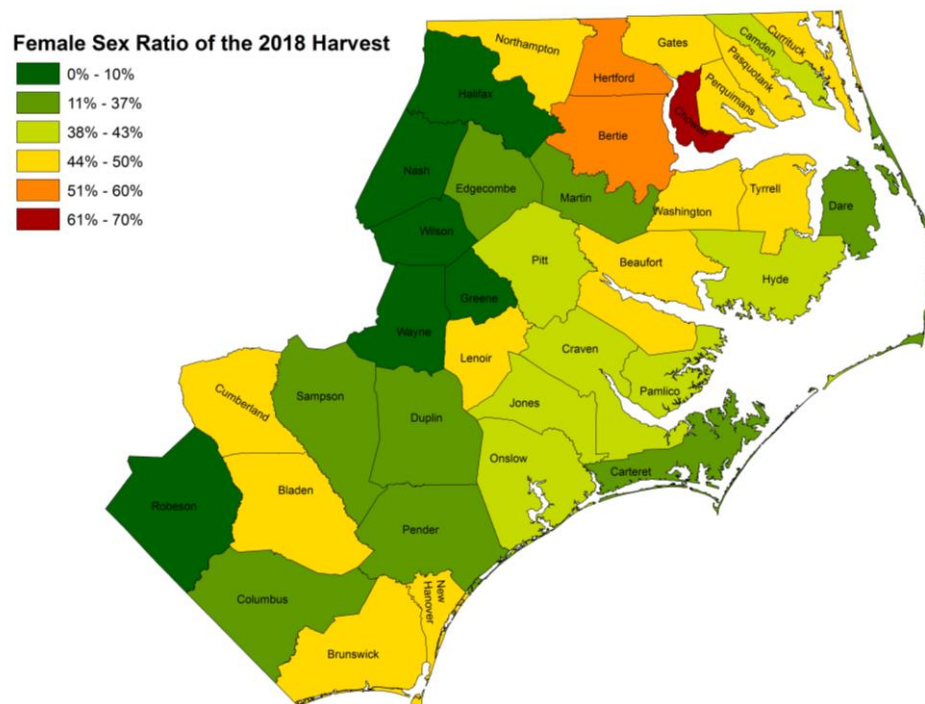 Female Sex Ratio of the 2018 Harvest
0% - 10%
11% - 37%
38% - 43%
44% - 50%
51% - 60%
61% - 70%
Northampton
Gates
Camden
Currituck
Pasquotank
Perquimans
Hertford
Chowan
Halifax
Bertie
Nash
Edgecombe
Martin
Washington
Tyrrell
Dare
Wilson
Pitt
Beaufort
Hyde
Greene
Wayne
Lenoir
Craven
Pamlico
Cumberland
Sampson
Duplin
Jones
Onslow
Carteret
Robeson
Bladen
Pender
Columbus
New
Hanover
Brunswick